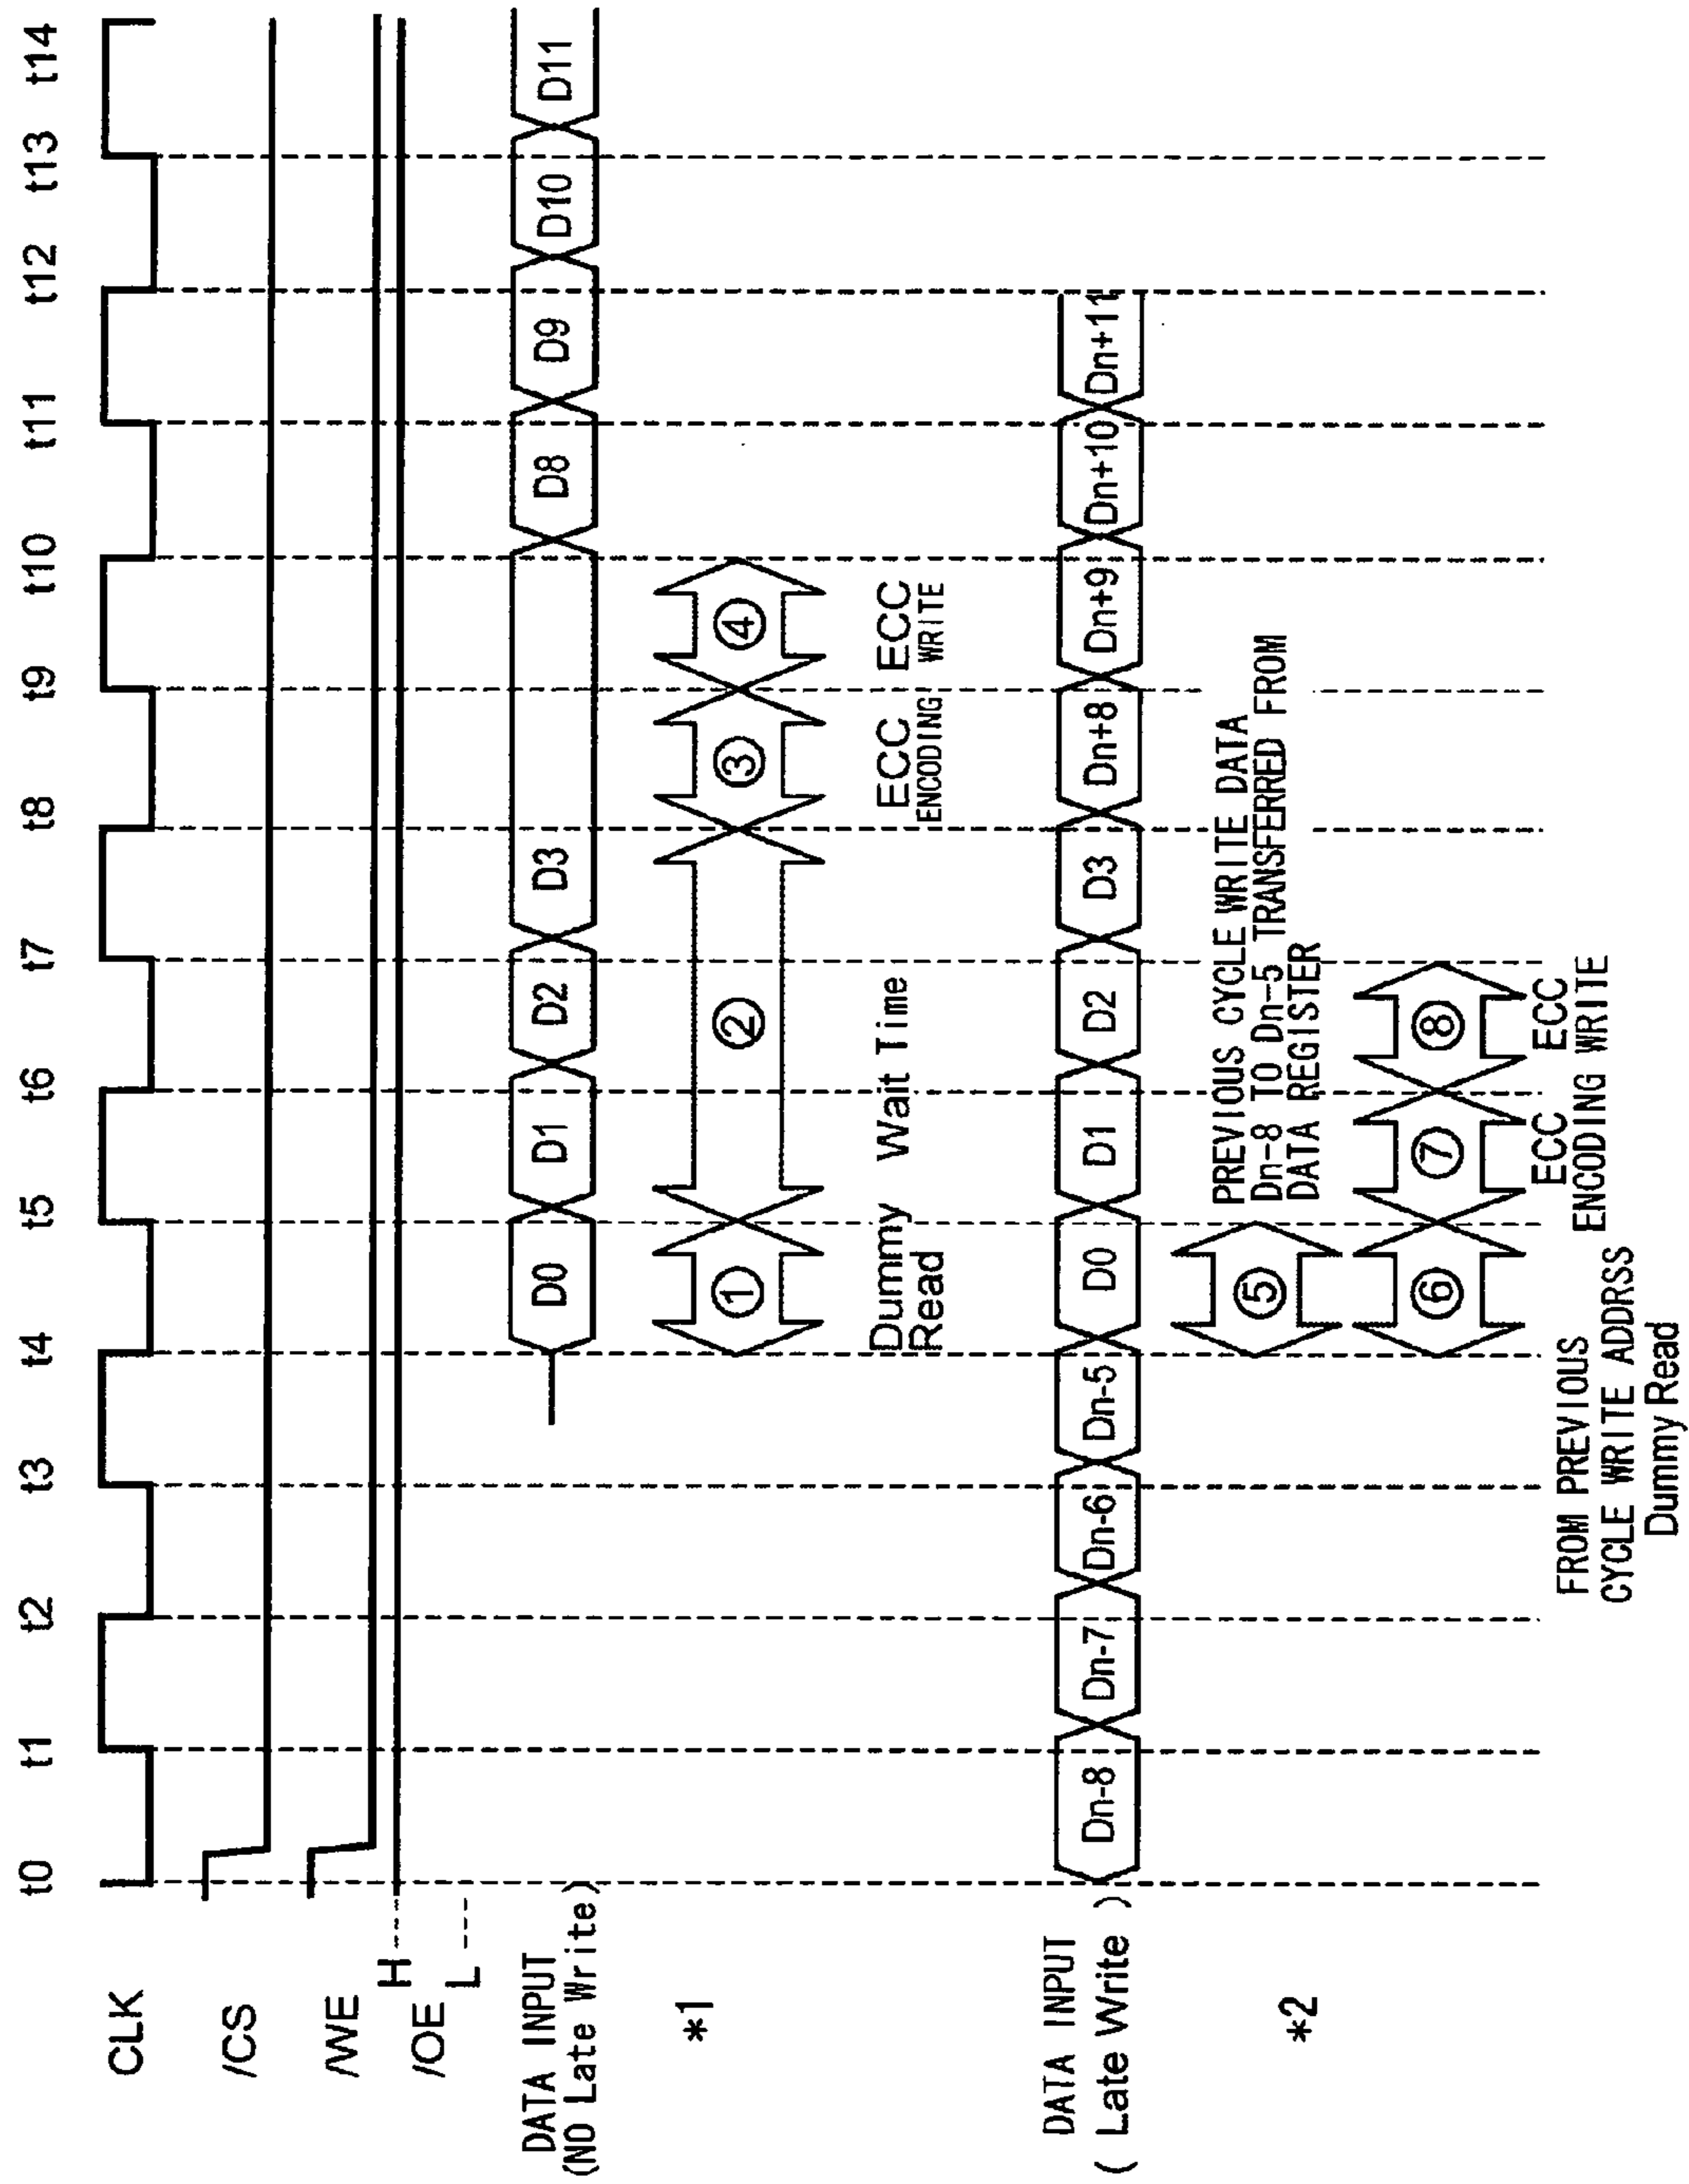 t0 t1 t2 t3 t4 t5 t6 t7 t8 t9 t10 t11 t12 t13 t14
CLK
/CS
/WE
H
/OE
L
DATA INPUT
(NO Late Write)
D0 D1 D2 D3 D8 D9 D10 D11
*1
① ② ③ ④
Dummy
Read
Wait Time
ECC
ENCODING
ECC
WRITE
DATA INPUT
( Late Write )
Dn-8 Dn-7 Dn-6 Dn-5 D0 D1 D2 D3 Dn+8 Dn+9 Dn+10 Dn+11
*2
⑤
PREVIOUS CYCLE WRITE DATA
Dn-8 TO Dn-5 TRANSFERRED FROM
DATA REGISTER
⑥ ⑦ ⑧
FROM PREVIOUS
CYCLE WRITE ADDRSS
Dummy Read
ECC
ENCODING
ECC
WRITE